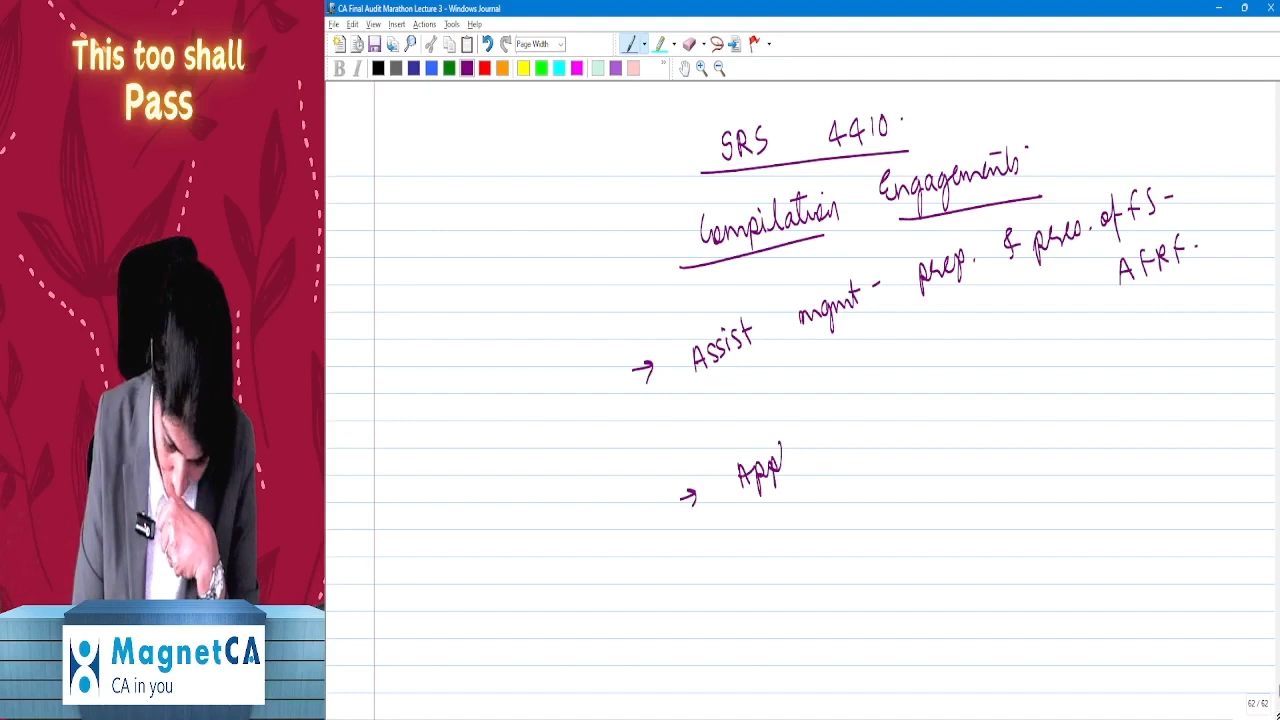 This too shall
Pass
MagnetCA
CA in you
CA Final Audit Marathon Lecture 3 - Windows Journal
File Edit View Insert Actions Tools Help
Page Width
B I
SRS 4410.
Compilation Engagements
→ Assist mgmt - prep. & pres. of FS -
AFRF.
→ App
62 / 62